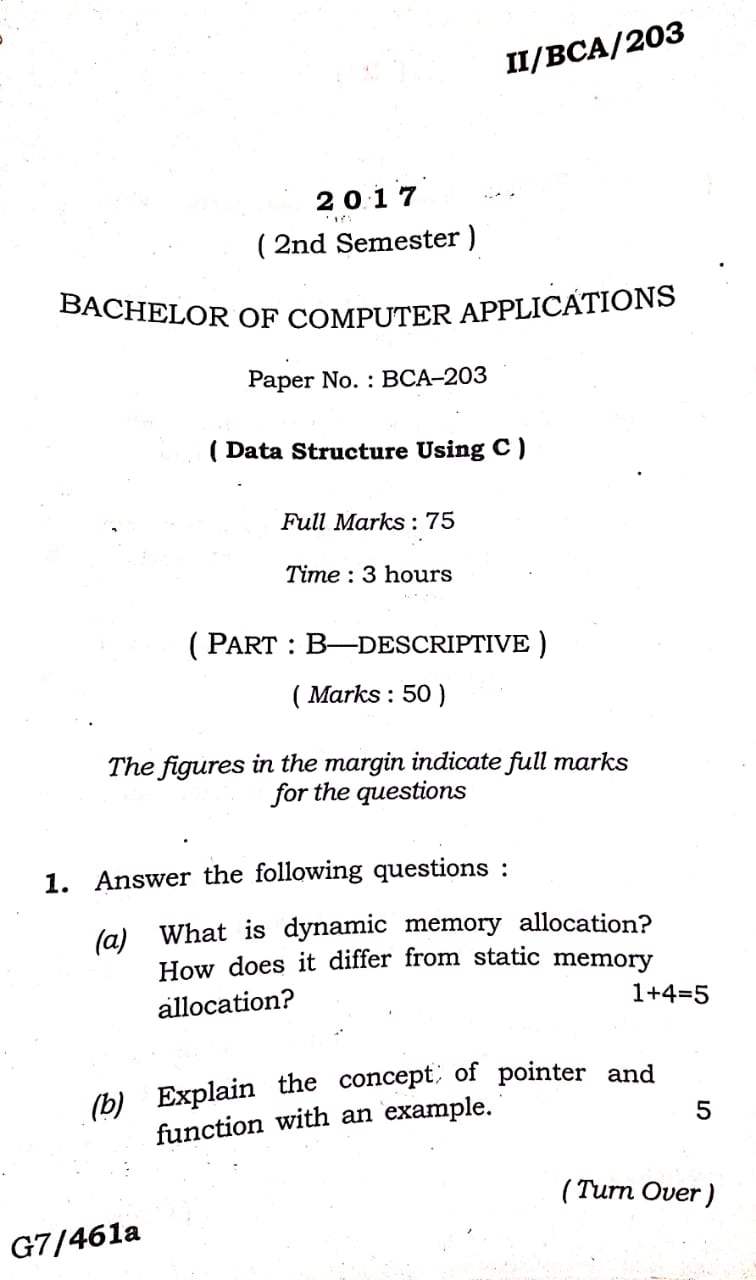 II/BCA/203
2017
( 2nd Semester )
BACHELOR OF COMPUTER APPLICATIONS
Paper No. : BCA–203
( Data Structure Using C )
Full Marks : 75
Time : 3 hours
( PART : B—DESCRIPTIVE )
( Marks : 50 )
The figures in the margin indicate full marks
for the questions
1. Answer the following questions :
(a) What is dynamic memory allocation?
How does it differ from static memory
allocation? 1+4=5
(b) Explain the concept of pointer and
function with an example. 5
( Turn Over )
G7/461a